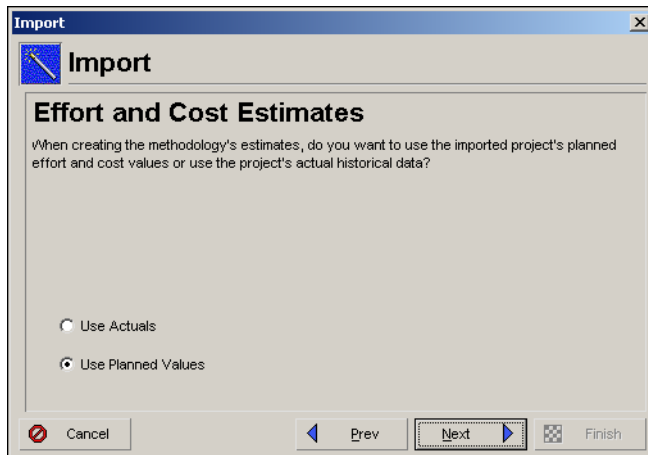 Import
Import
Effort and Cost Estimates
When creating the methodology's estimates, do you want to use the imported project's planned
effort and cost values or use the project's actual historical data?
Use Actuals
Use Planned Values
Cancel
Prev
Next
Finish